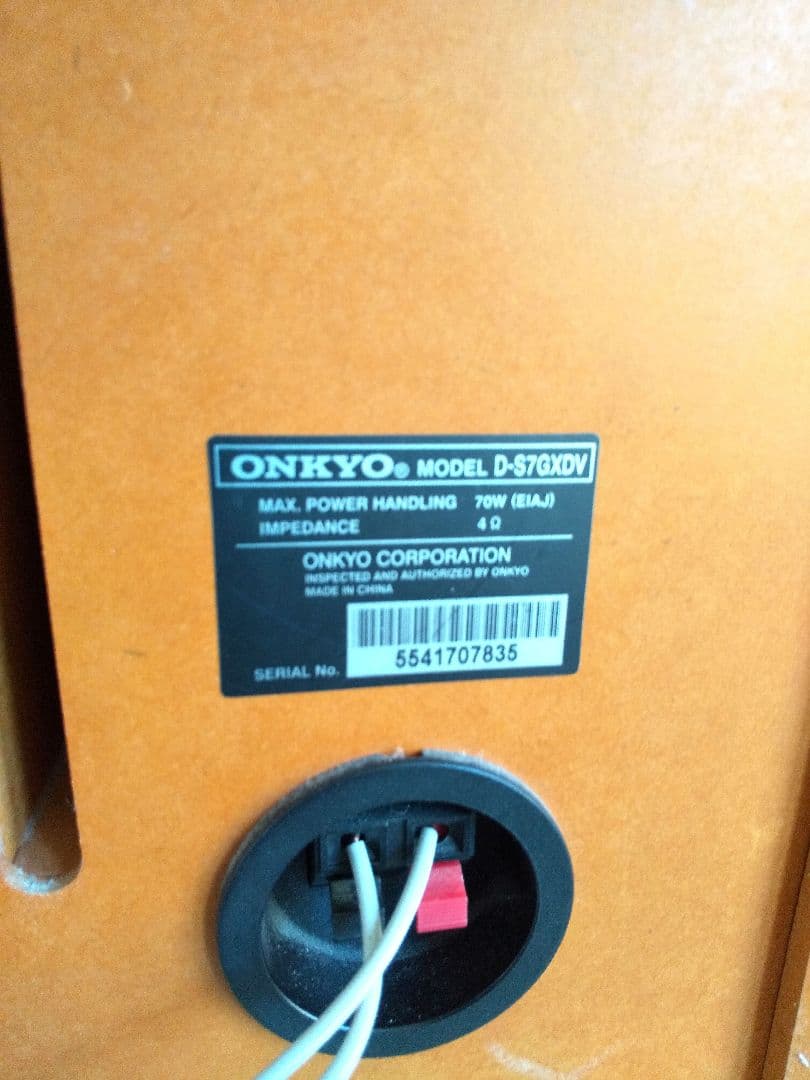 ONKYO® MODEL D-S7GXDV
MAX. POWER HANDLING 70W (EIAJ)
IMPEDANCE 4 Ω
ONKYO CORPORATION
INSPECTED AND AUTHORIZED BY ONKYO
MADE IN CHINA
5541707835
SERIAL No.